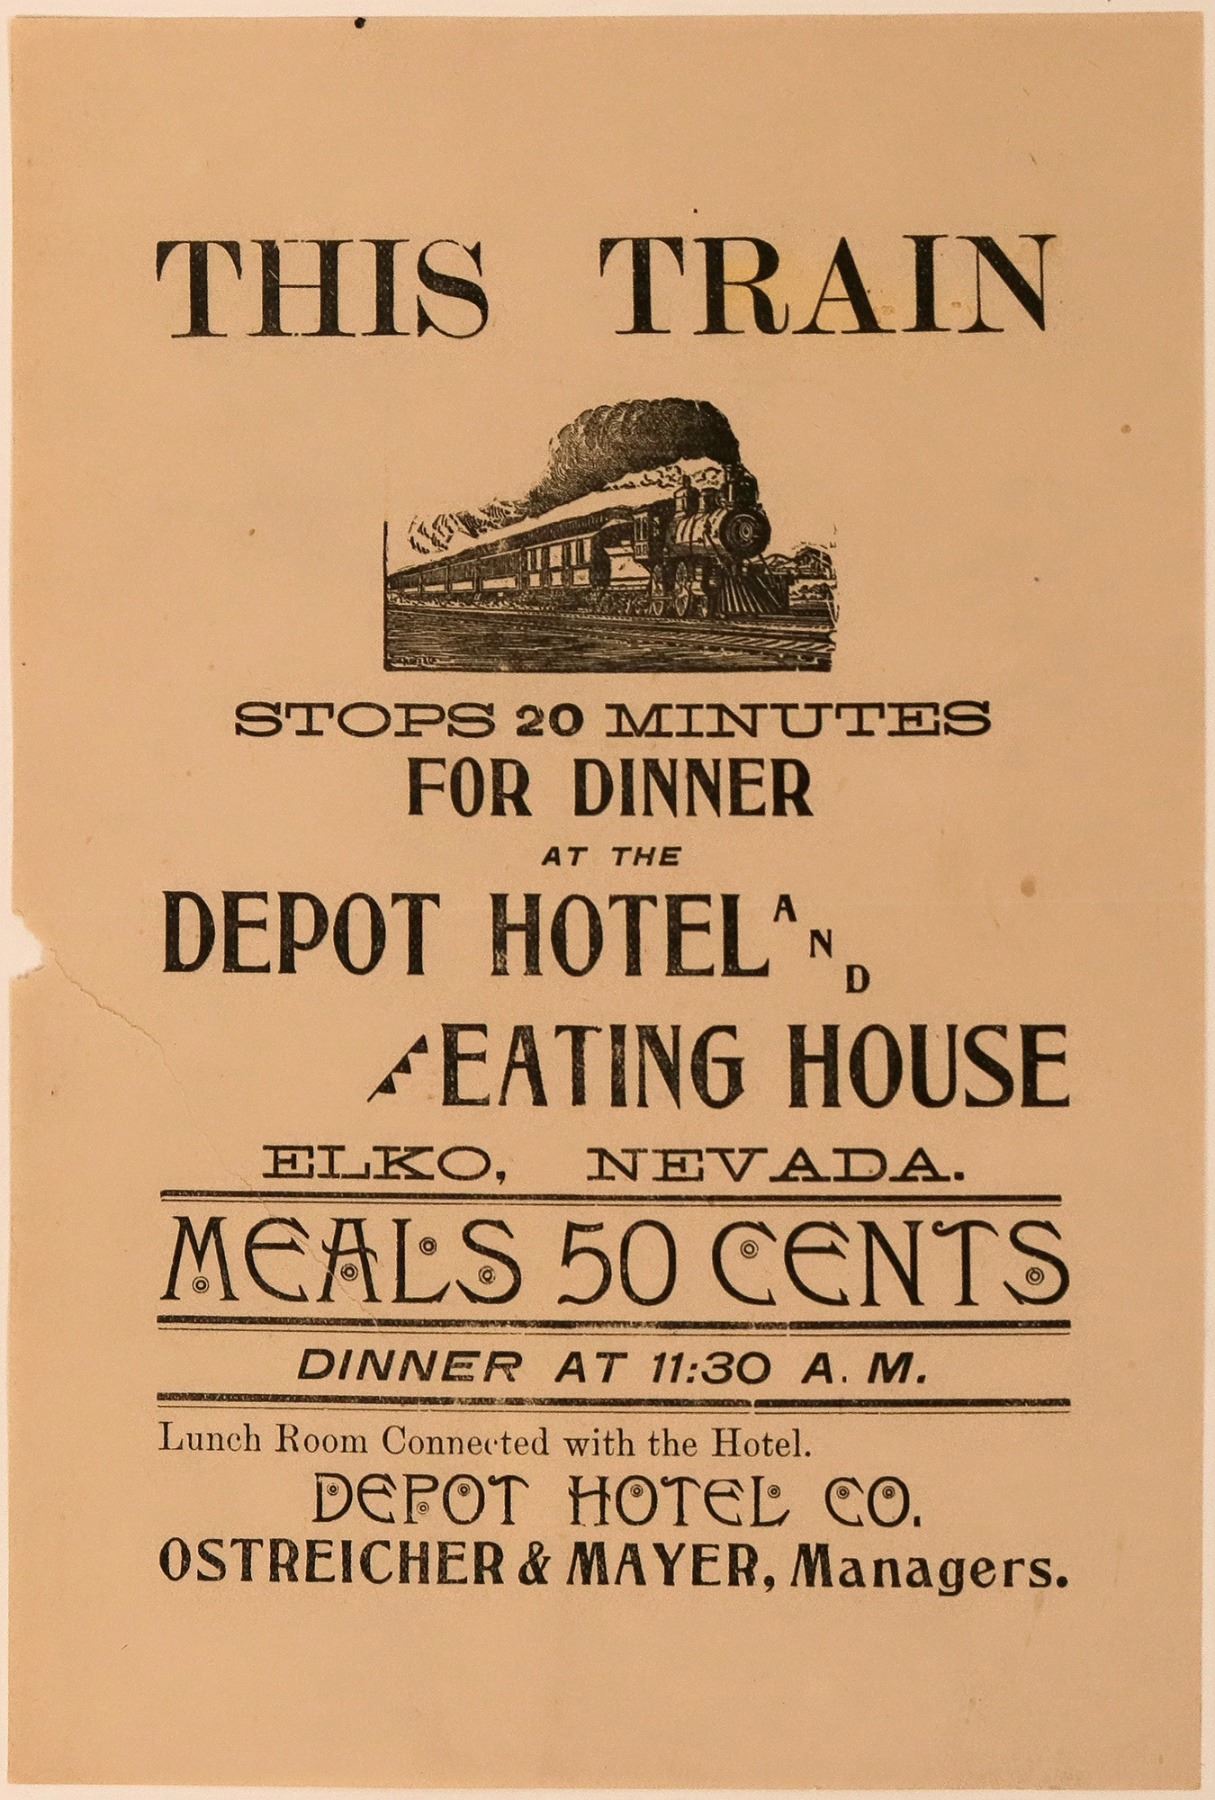 THIS TRAIN
STOPS 20 MINUTES
FOR DINNER
AT THE
DEPOT HOTEL AND
EATING HOUSE
ELKO, NEVADA.
MEALS 50 CENTS
DINNER AT 11:30 A. M.
Lunch Room Connected with the Hotel.
DEPOT HOTEL CO.
OSTREICHER & MAYER, Managers.